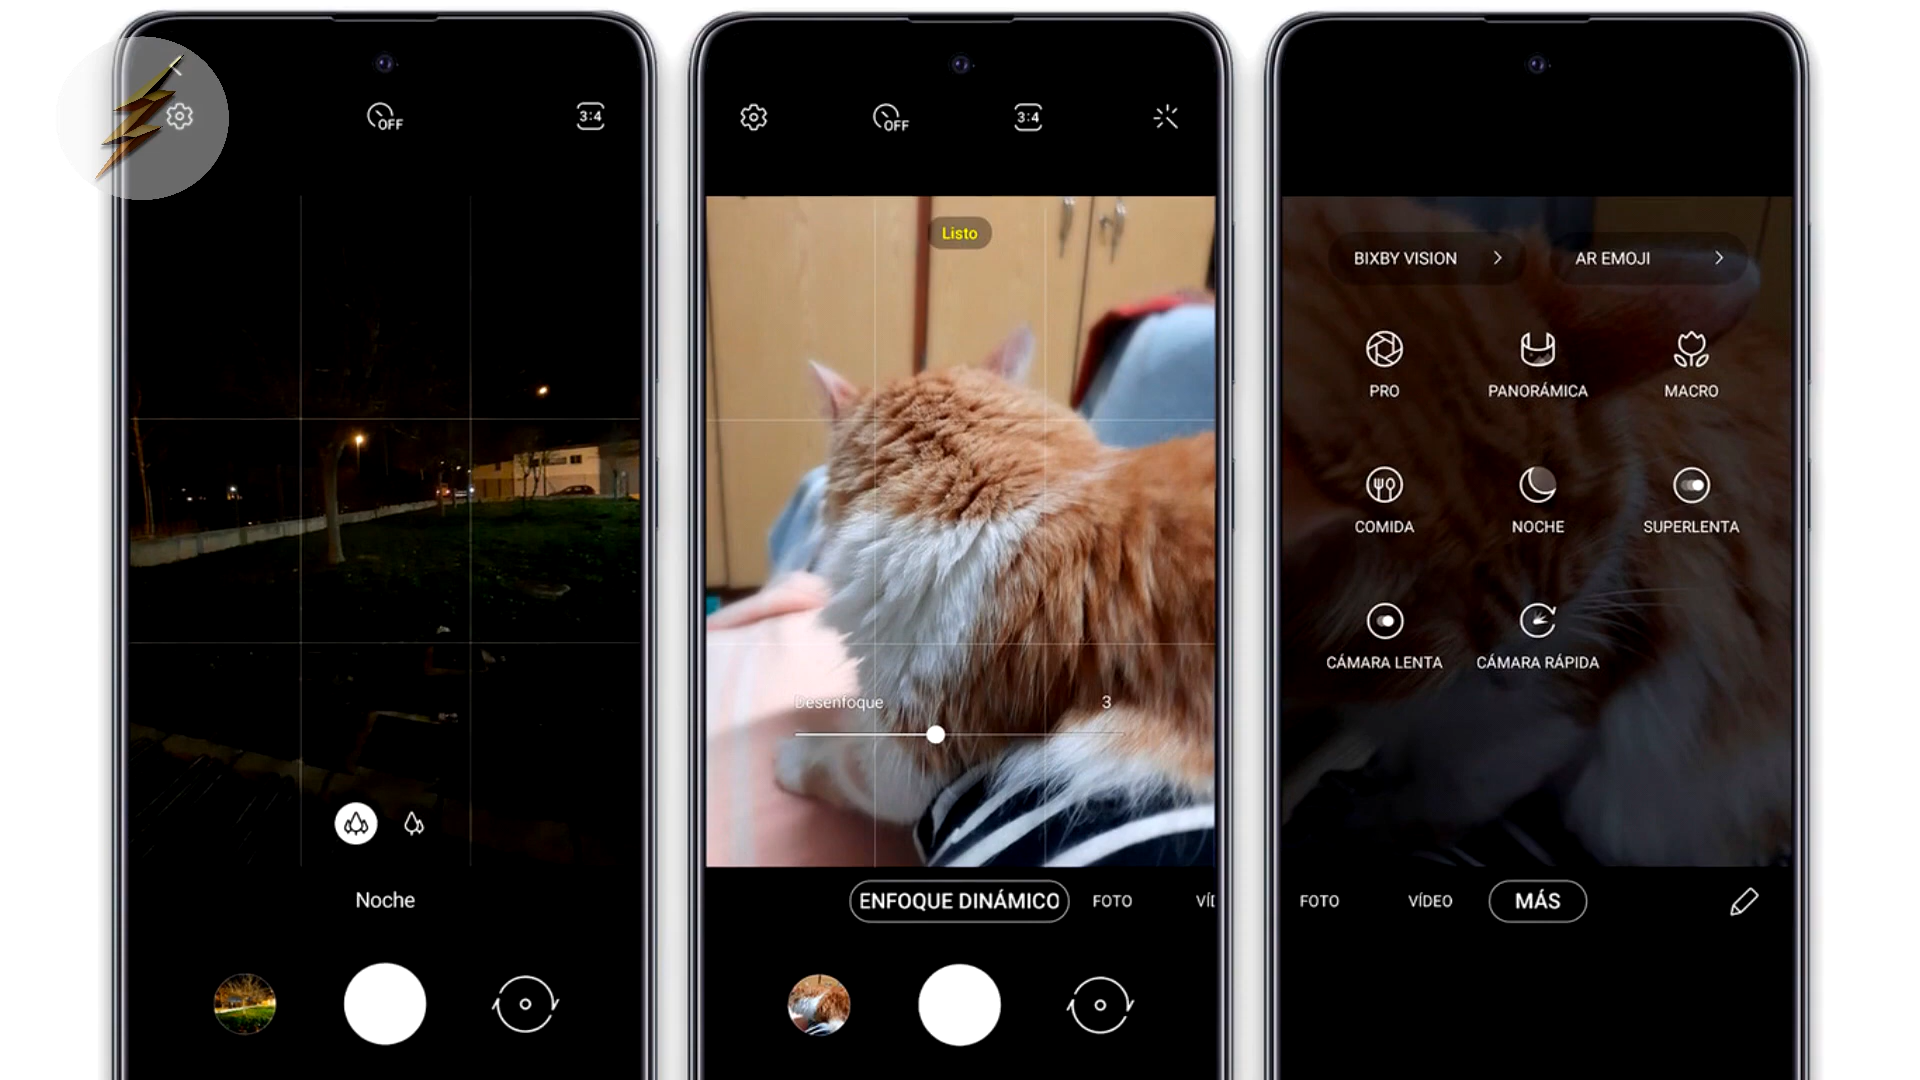 OFF
3:4
Noche
OFF
3:4
Listo
Desenfoque 3
ENFOQUE DINÁMICO FOTO VÍD
BIXBY VISION AR EMOJI
PRO PANORÁMICA MACRO
COMIDA NOCHE SUPERLENTA
CÁMARA LENTA CÁMARA RÁPIDA
FOTO VÍDEO MÁS